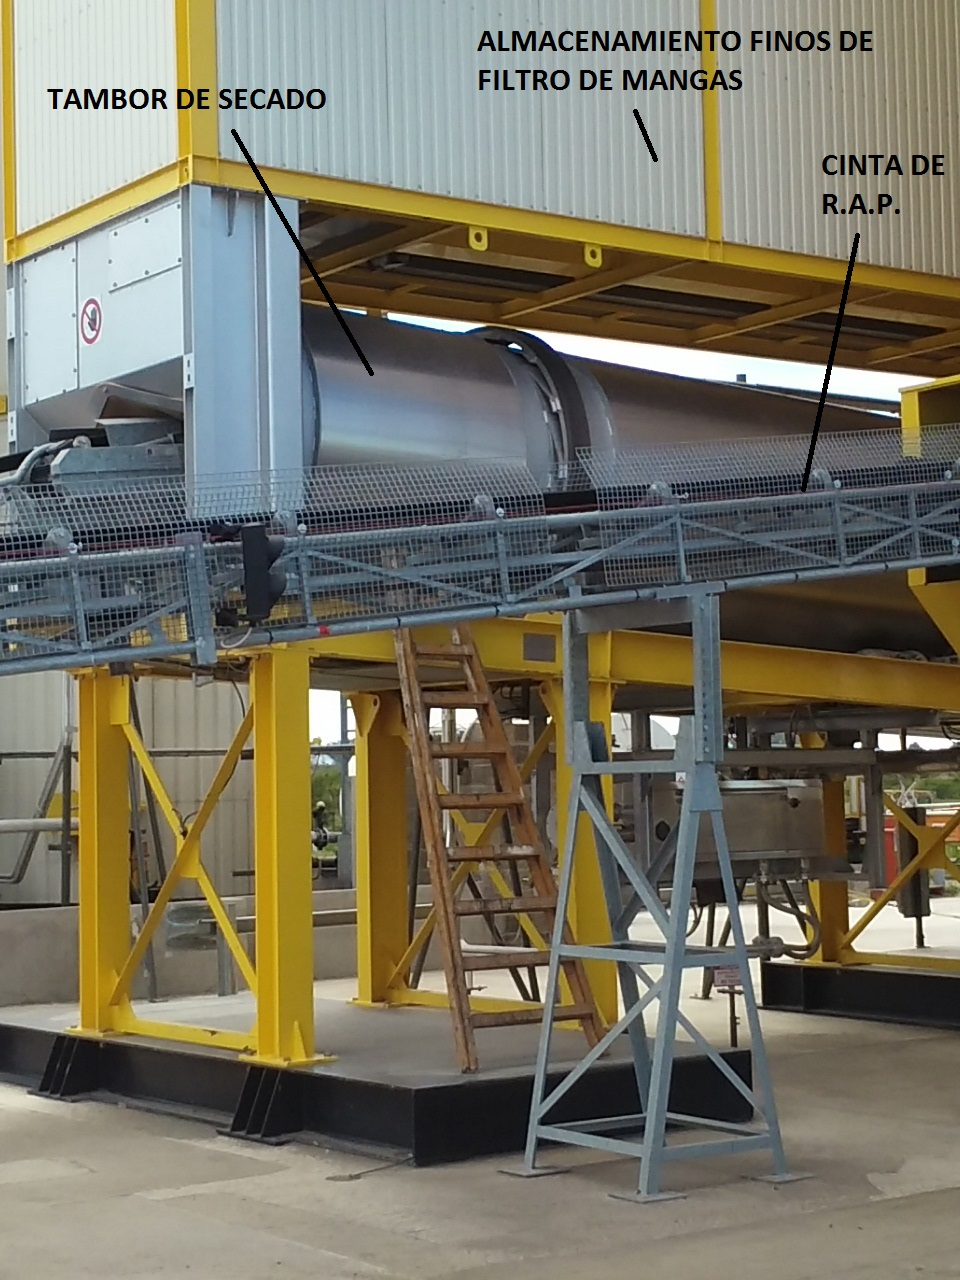 ALMACENAMIENTO FINOS DE
FILTRO DE MANGAS
TAMBOR DE SECADO
CINTA DE
R.A.P.